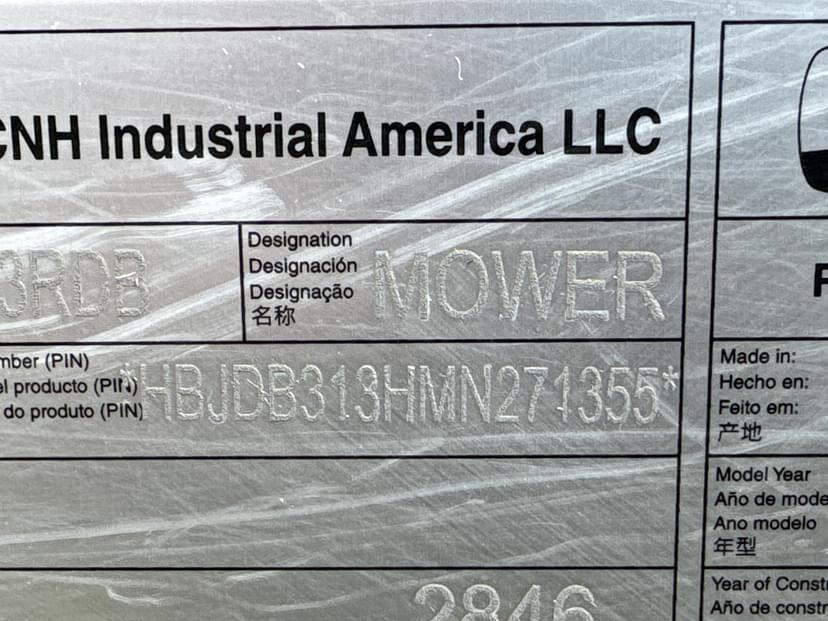 CNH Industrial America LLC
3RDB
Designation
Designación
Designação
名称
MOWER
mber (PIN)
el producto (PIN)
do produto (PIN)
*HBJDB313HMN271355*
2846
Made in:
Hecho en:
Feito em:
产地
Model Year
Año de mode
Ano modelo
年型
Year of Constr
Año de constr